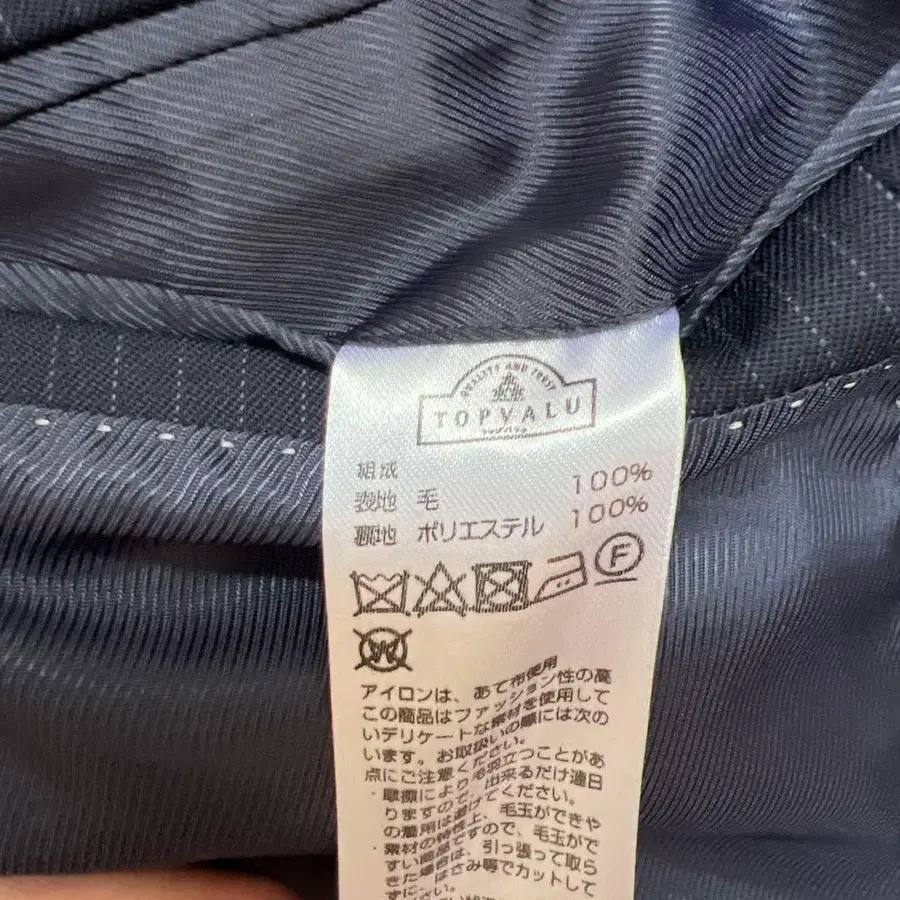 QUALITY AND TRUST
TOPVALU
トップバリュ
組成
表地 毛 100%
裏地 ポリエステル 100%
F
W
アイロンは、あて布使用
この商品はファッション性の高
いデリケートな素材を使用して
います。お取扱いの際には次の
点にご注意ください。
・摩擦により毛羽立つことがあ
りますので、出来るだけ連日
の着用は避けてください。
・素材の特性上、毛玉ができや
すい商品ですので、毛玉がで
きた場合は、引っ張って取ら
ずに、はさみ等でカットして
ください。